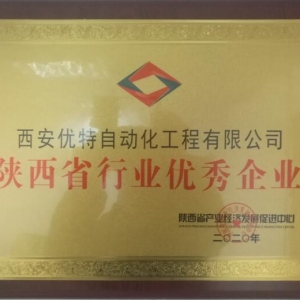 西安优特自动化工程有限公司
陕西省行业优秀企业
陕西省产业经济发展促进中心
二〇二〇年